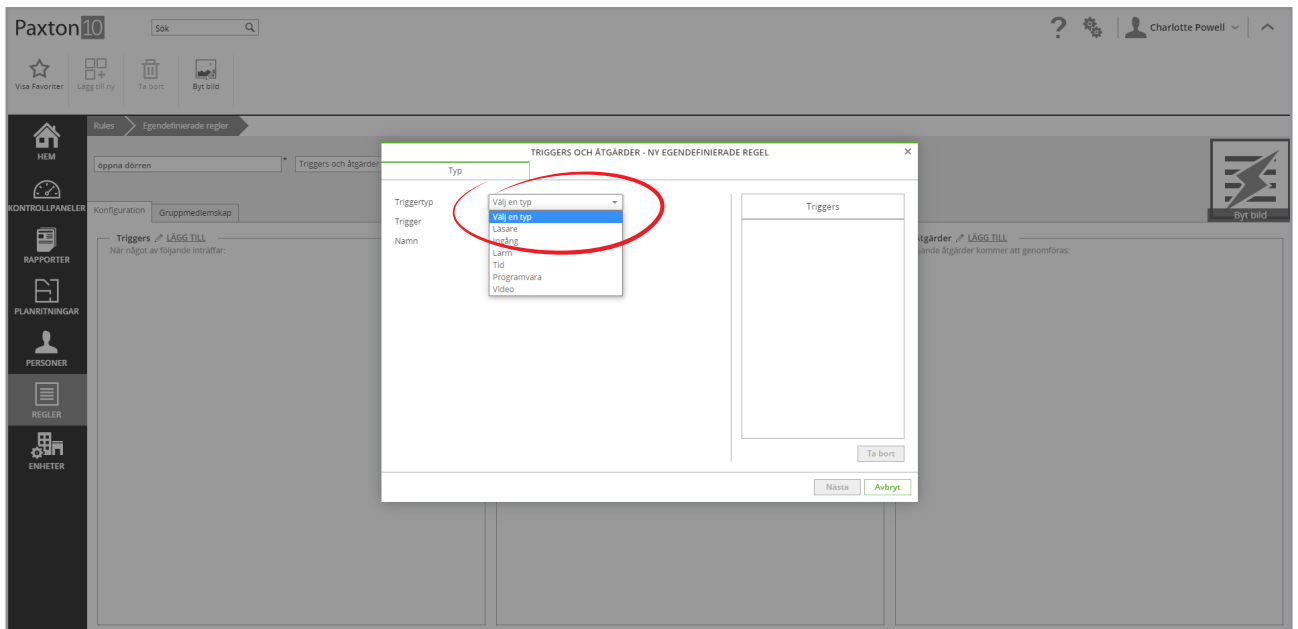 Paxton10
Sök
Charlotte Powell
Visa Favoriter
Lägg till ny
Ta bort
Byt bild
HEM
KONTROLLPANELER
RAPPORTER
PLANRITNINGAR
PERSONER
REGLER
ENHETER
Rules
Egendefinierade regler
öppna dörren
*
Triggers och åtgärder
Byt bild
Konfiguration
Gruppmedlemskap
Triggers LÄGG TILL
När något av följande inträffar:
tgärder LÄGG TILL
jande åtgärder kommer att genomföras:
TRIGGERS OCH ÅTGÄRDER - NY EGENDEFINIERADE REGEL
Typ
Triggertyp
Välj en typ
Trigger
Namn
Välj en typ
Läsare
Ingång
Larm
Tid
Programvara
Video
Triggers
Ta bort
Nästa
Avbryt